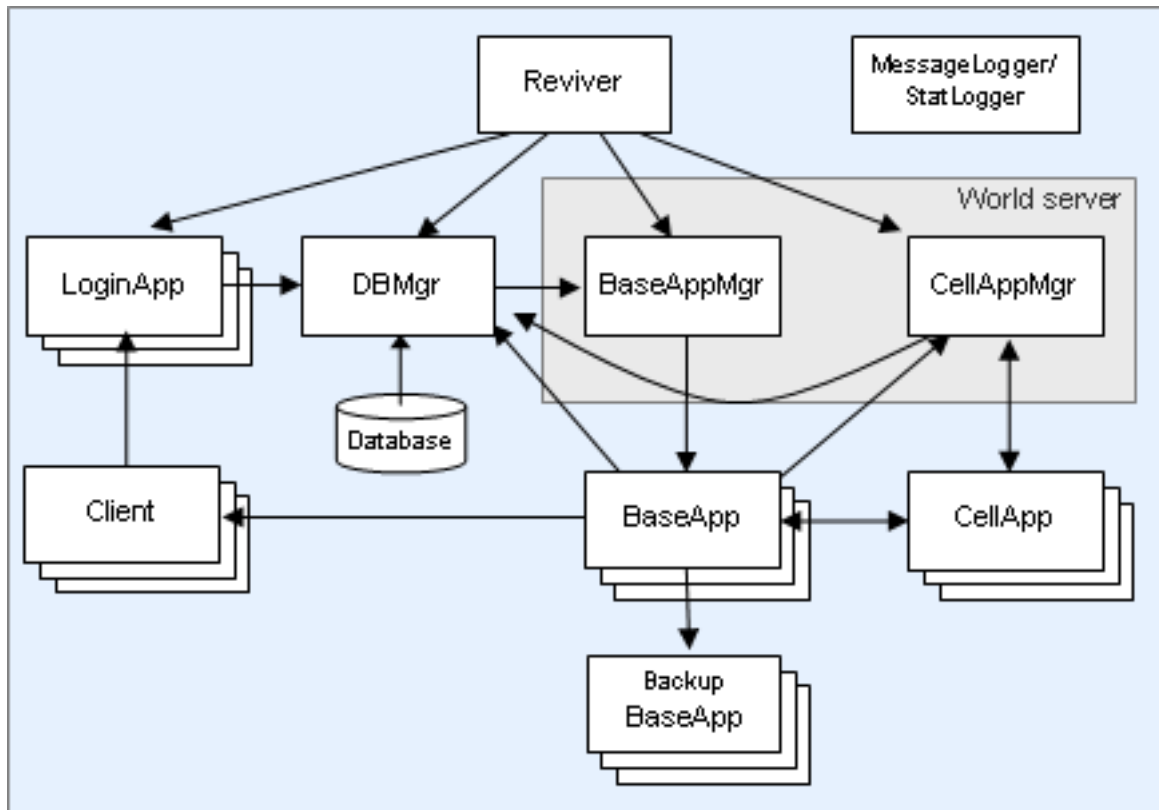 Reviver
MessageLogger/
StatLogger
World server
LoginApp
DBMgr
BaseAppMgr
CellAppMgr
Database
Client
BaseApp
CellApp
Backup
BaseApp